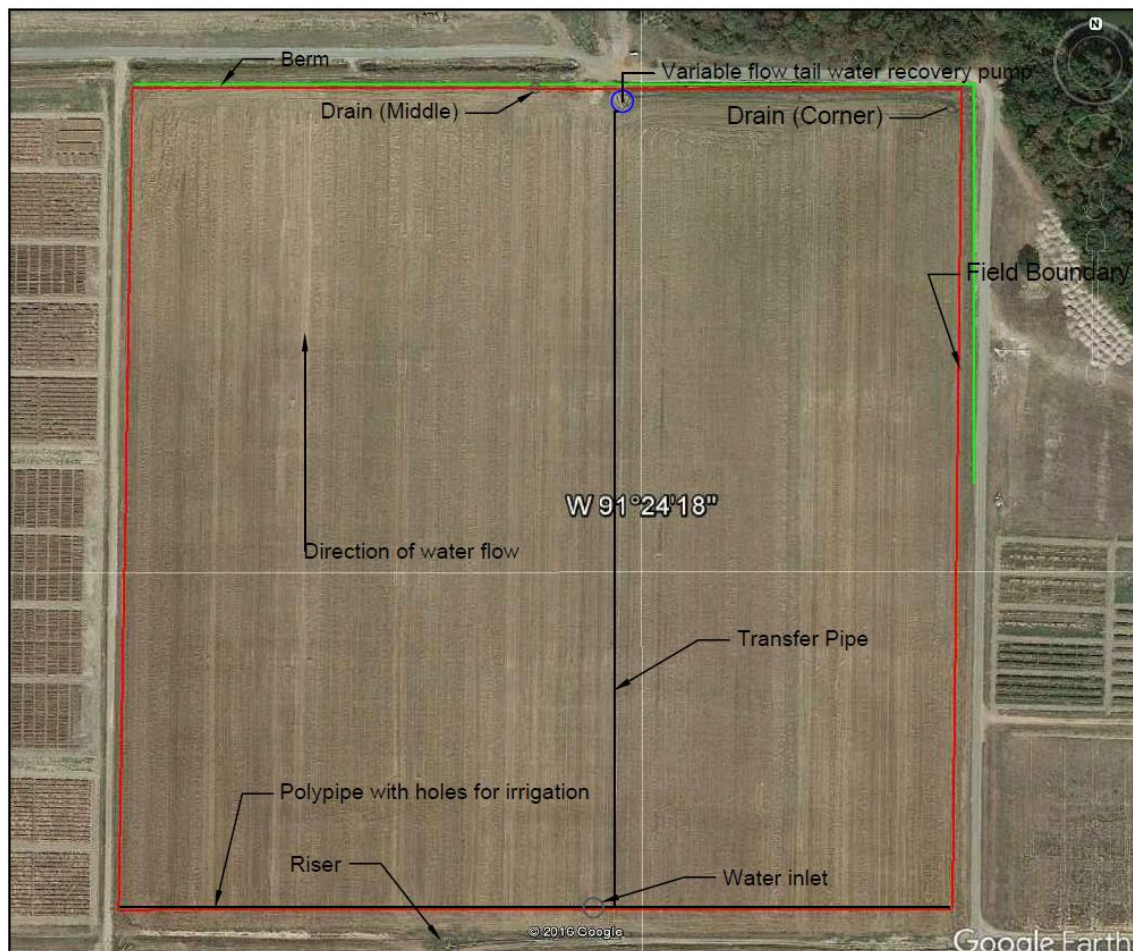 N
Berm
Variable flow tail water recovery pump
Drain (Middle)
Drain (Corner)
Field Boundary
W 91°24'18"
Direction of water flow
Transfer Pipe
Polypipe with holes for irrigation
Riser
Water inlet
© 2016 Google
Google Earth